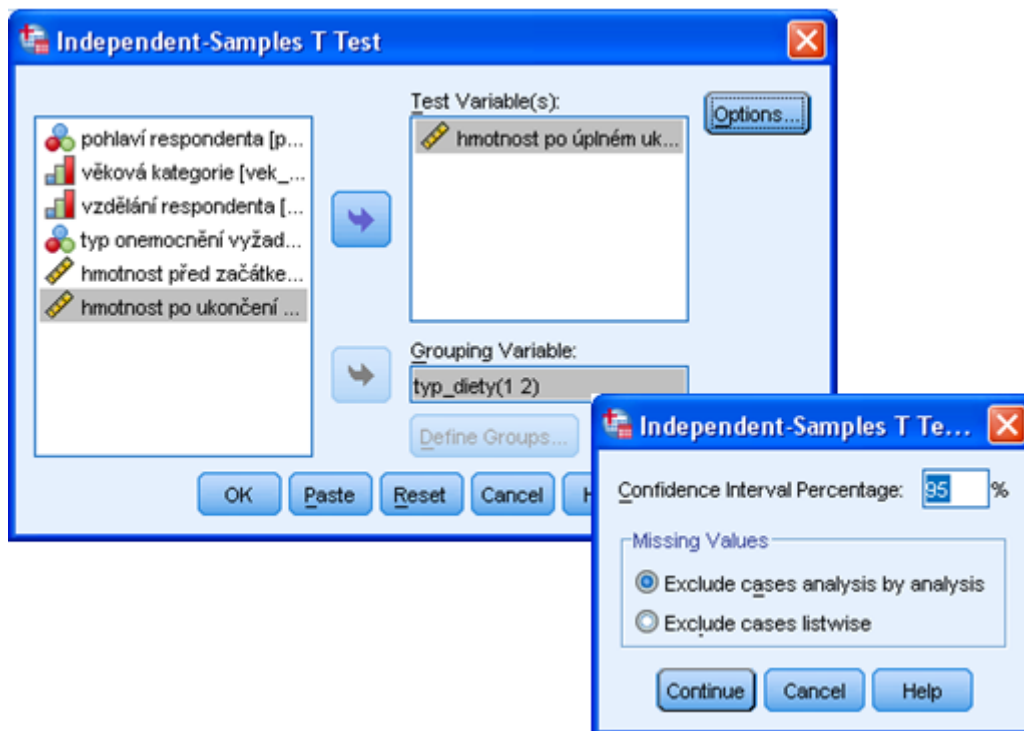 Independent-Samples T Test
Test Variable(s):
pohlaví respondenta [p...
věková kategorie [vek_...
vzdělání respondenta [...
typ onemocnění vyžad...
hmotnost před začátke...
hmotnost po ukončení ...
hmotnost po úplném uk...
Options...
Grouping Variable:
typ_diety(1 2)
Define Groups...
OK
Paste
Reset
Cancel
H
Independent-Samples T Te...
Confidence Interval Percentage: 95 %
Missing Values
Exclude cases analysis by analysis
Exclude cases listwise
Continue
Cancel
Help